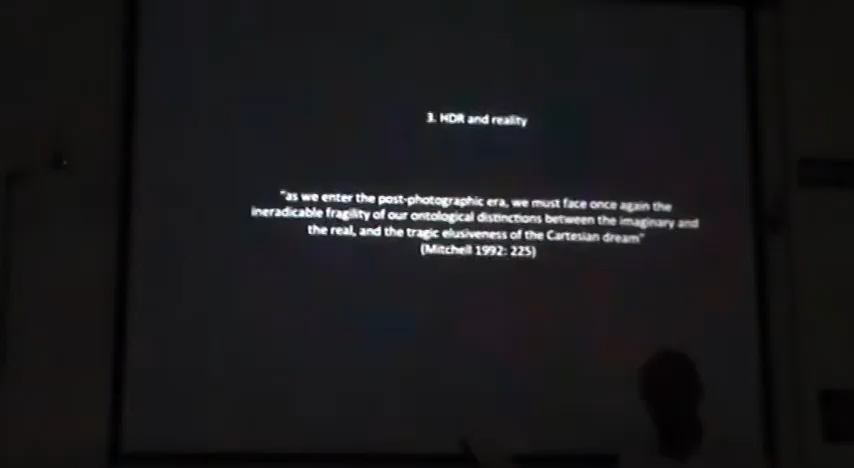 3. HDR and reality
"as we enter the post-photographic era, we must face once again the
ineradicable fragility of our ontological distinctions between the imaginary and
the real, and the tragic elusiveness of the Cartesian dream"
(Mitchell 1992: 225)